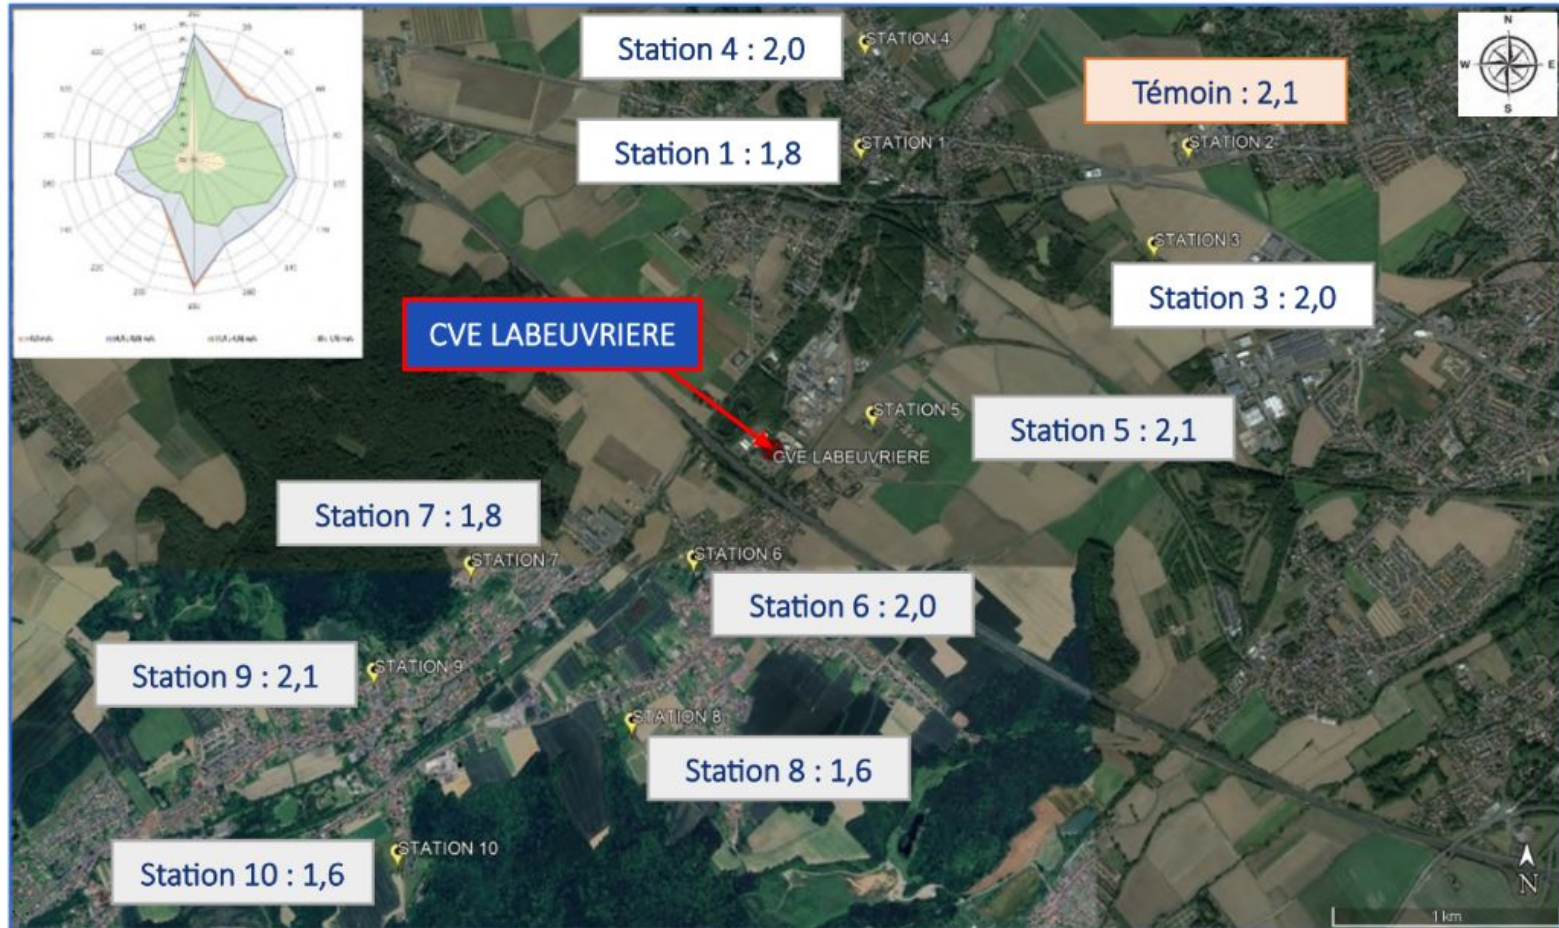 Station 4 : 2,0
STATION 4
N
W
E
S
Témoin : 2,1
Station 1 : 1,8
STATION 1
STATION 2
STATION 3
Station 3 : 2,0
CVE LABEUVRIERE
STATION 5
Station 5 : 2,1
CVE LABEUVRIERE
Station 7 : 1,8
STATION 7
STATION 6
Station 6 : 2,0
Station 9 : 2,1
STATION 9
STATION 8
Station 8 : 1,6
Station 10 : 1,6
STATION 10
N
1 km